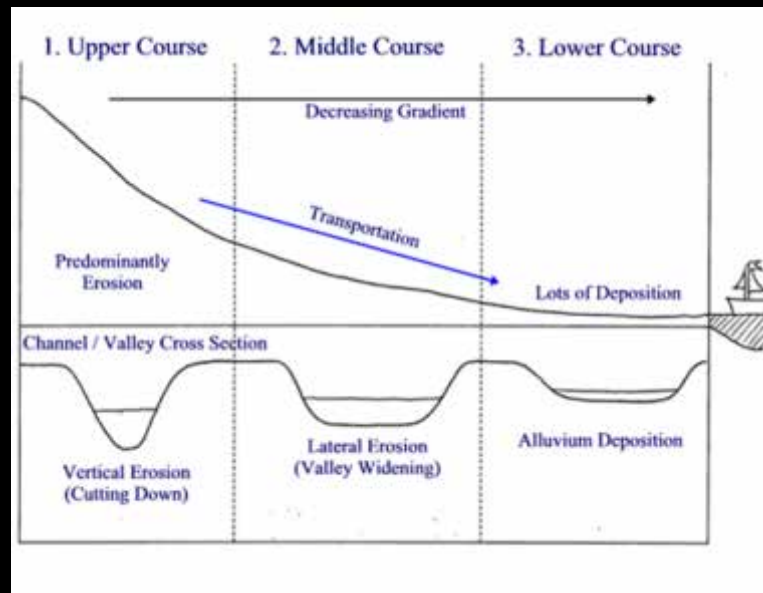 1. Upper Course
2. Middle Course
3. Lower Course
Decreasing Gradient
Transportation
Predominantly
Erosion
Lots of Deposition
Channel / Valley Cross Section
Vertical Erosion
(Cutting Down)
Lateral Erosion
(Valley Widening)
Alluvium Deposition